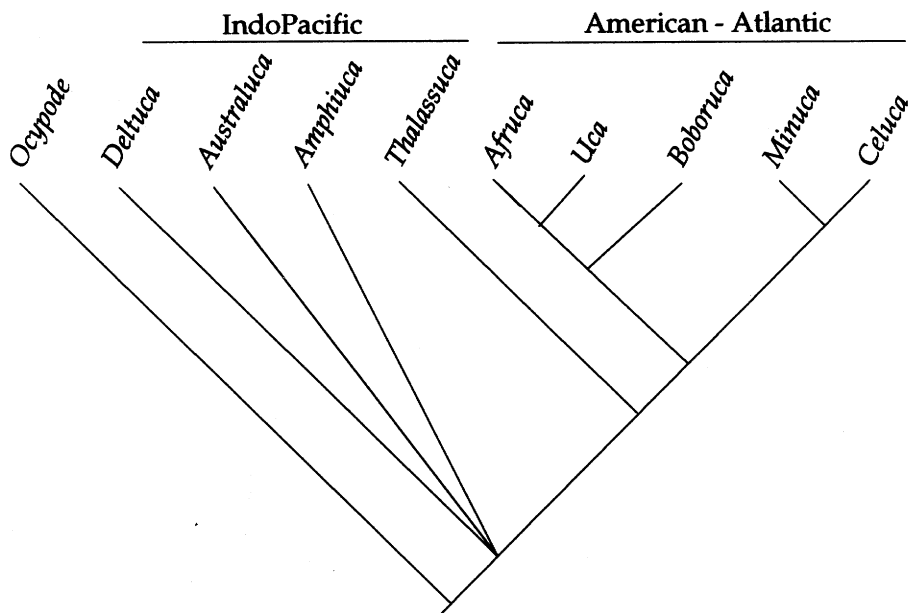 IndoPacific
American - Atlantic
Ocypode
Deltuca
Australuca
Amphiuca
Thalassuca
Afruca
Uca
Boboruca
Minuca
Celuca